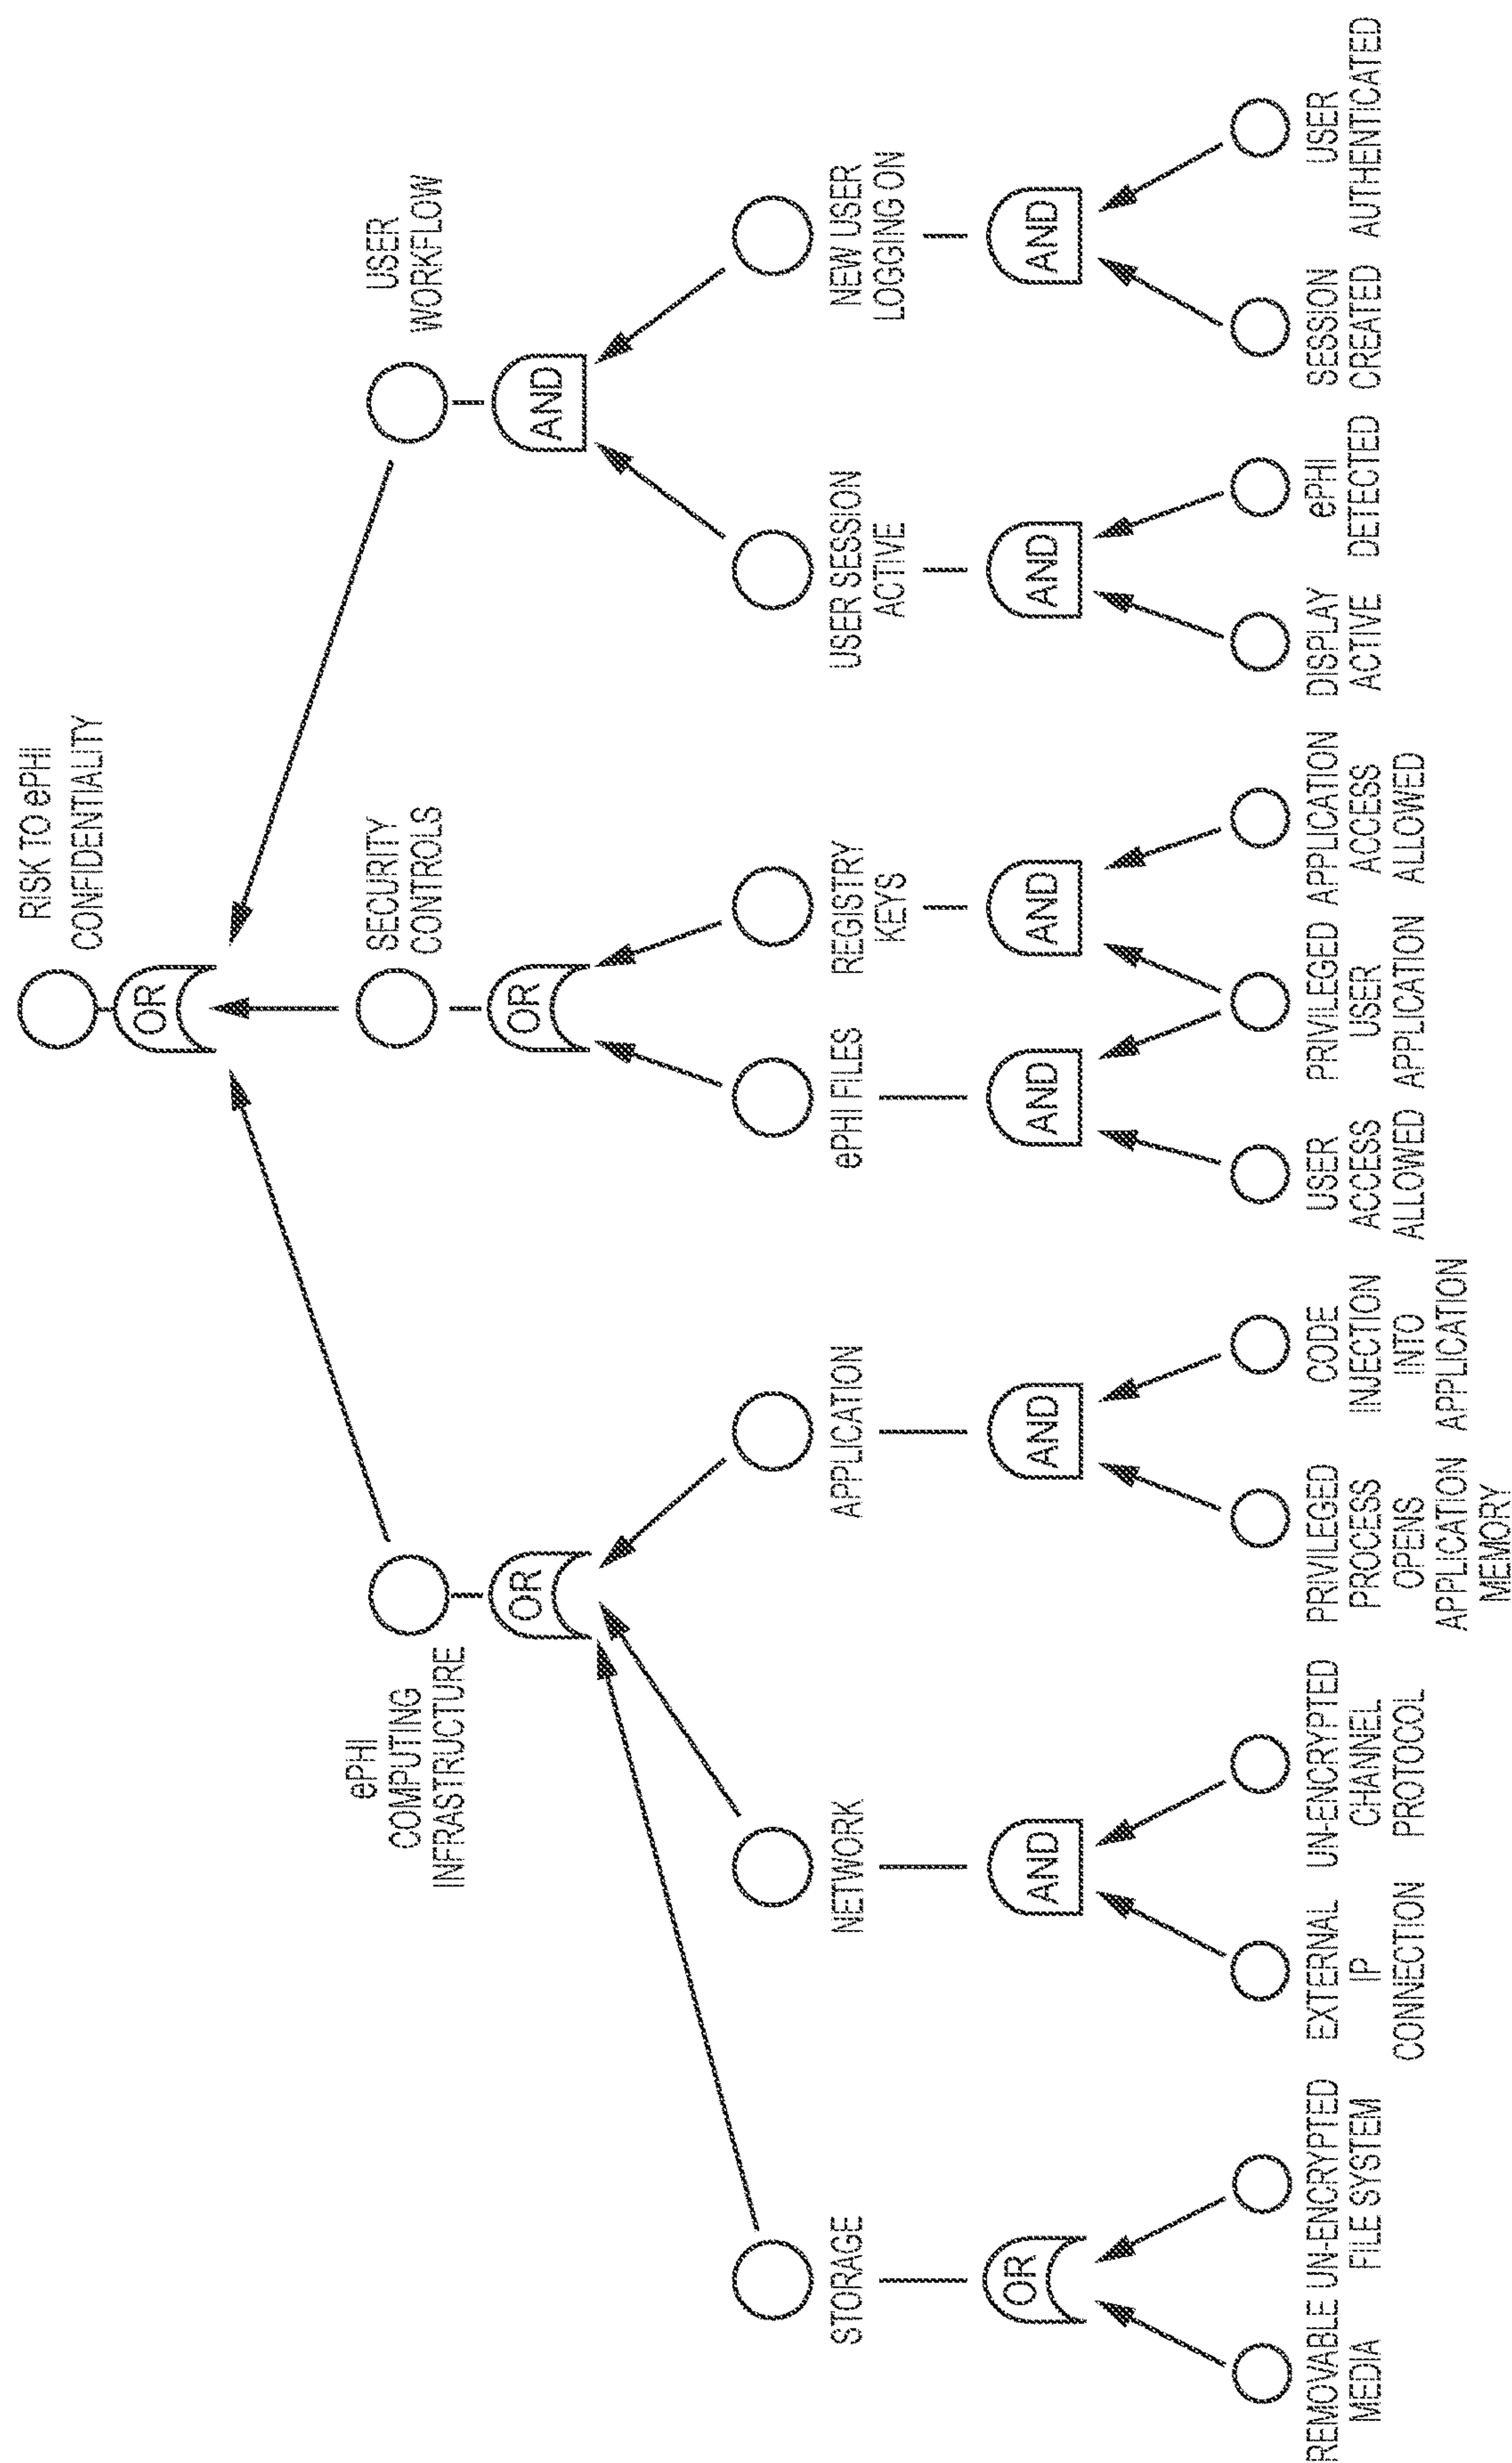 RISK TO ePHI
CONFIDENTIALITY
OR
ePHI
COMPUTING
INFRASTRUCTURE
OR
SECURITY
CONTROLS
OR
USER
WORKFLOW
AND
STORAGE
NETWORK
APPLICATION
ePHI FILES
REGISTRY
KEYS
USER SESSION
ACTIVE
NEW USER
LOGGING ON
OR
AND
AND
AND
AND
AND
AND
REMOVABLE
MEDIA
UN-ENCRYPTED
FILE SYSTEM
EXTERNAL
IP
CONNECTION
UN-ENCRYPTED
CHANNEL
PROTOCOL
PRIVILEGED
PROCESS
OPENS
APPLICATION
MEMORY
CODE
INJECTION
INTO
APPLICATION
USER
ACCESS
ALLOWED
PRIVILEGED
USER
APPLICATION
APPLICATION
ACCESS
ALLOWED
DISPLAY
ACTIVE
ePHI
DETECTED
SESSION
CREATED
USER
AUTHENTICATED